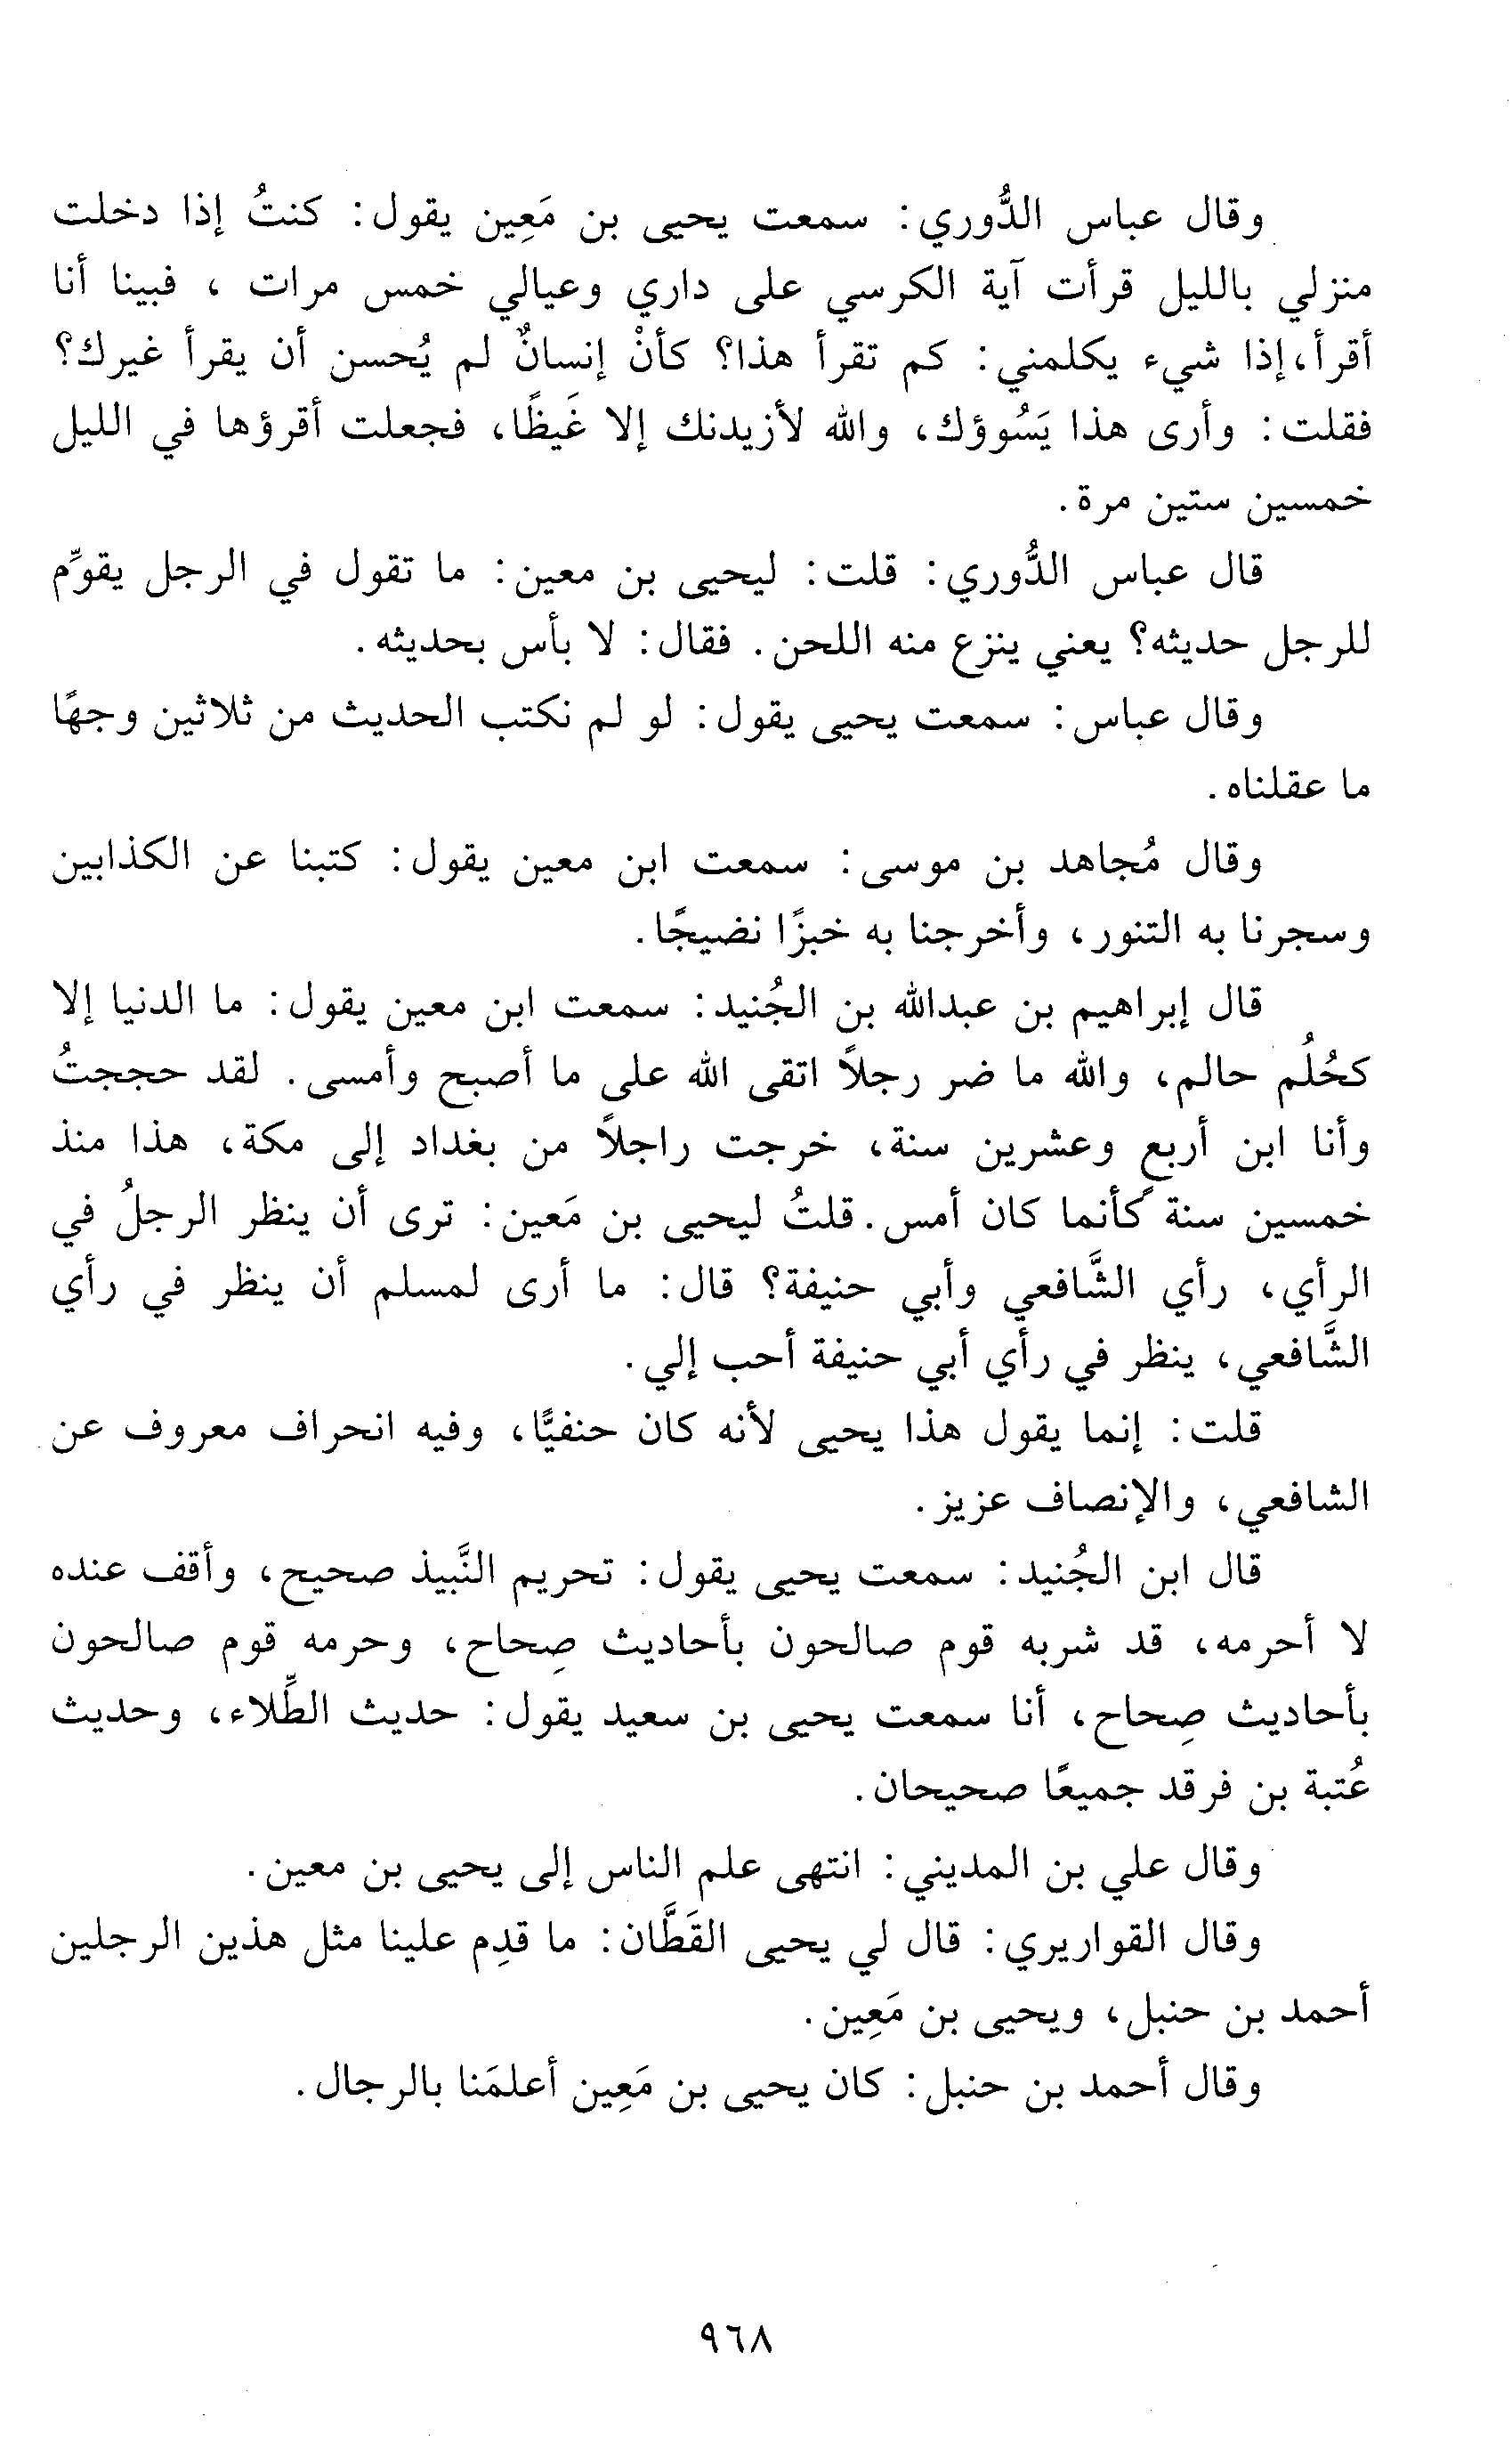 وقال عباس الدُّوري: سمعت يحيى بن مَعِين يقول: كنتُ إذا دخلت
منزلي بالليل قرأت آية الكرسي على داري وعيالي خمس مرات ، فبينا أنا
أقرأ،إذا شيء يكلمني: كم تقرأ هذا؟ كأنْ إنسانٌ لم يُحسن أن يقرأ غيرك؟
فقلت: وأرى هذا يَسُوؤك، والله لأزيدنك إلا غَيظًا، فجعلت أقرؤها في الليل
خمسين ستين مرة.
قال عباس الدُّوري: قلت: ليحيى بن معين: ما تقول في الرجل يقوِّم
للرجل حديثه؟ يعني ينزع منه اللحن. فقال: لا بأس بحديثه.
وقال عباس: سمعت يحيى يقول: لو لم نكتب الحديث من ثلاثين وجهًا
ما عقلناه.
وقال مُجاهد بن موسى: سمعت ابن معين يقول: كتبنا عن الكذابين
وسجرنا به التنور، وأخرجنا به خبزًا نضيجًا.
قال إبراهيم بن عبدالله بن الجُنيد: سمعت ابن معين يقول: ما الدنيا إلا
كحُلُم حالم، والله ما ضر رجلاً اتقى الله على ما أصبح وأمسى. لقد حججتُ
وأنا ابن أربع وعشرين سنة، خرجت راجلاً من بغداد إلى مكة، هذا منذ
خمسين سنة كأنما كان أمس. قلتُ ليحيى بن مَعين: ترى أن ينظر الرجلُ في
الرأي، رأي الشَّافعي وأبي حنيفة؟ قال: ما أرى لمسلم أن ينظر في رأي
الشَّافعي، ينظر في رأي أبي حنيفة أحب إلي.
قلت: إنما يقول هذا يحيى لأنه كان حنفيًّا، وفيه انحراف معروف عن
الشافعي، والإنصاف عزيز.
قال ابن الجُنيد: سمعت يحيى يقول: تحريم النَّبيذ صحيح، وأقف عنده
لا أحرمه، قد شربه قوم صالحون بأحاديث صِحاح، وحرمه قوم صالحون
بأحاديث صِحاح، أنا سمعت يحيى بن سعيد يقول: حديث الطِّلاء، وحديث
عُتبة بن فرقد جميعًا صحيحان.
وقال علي بن المديني: انتهى علم الناس إلى يحيى بن معين.
وقال القواريري: قال لي يحيى القَطَّان: ما قدِم علينا مثل هذين الرجلين
أحمد بن حنبل، ويحيى بن مَعِين.
وقال أحمد بن حنبل: كان يحيى بن مَعِين أعلمَنا بالرجال.
٩٦٨